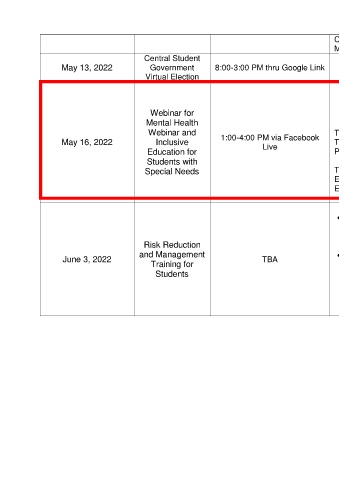 C
M
May 13, 2022
Central Student
Government
Virtual Election
8:00-3:00 PM thru Google Link
May 16, 2022
Webinar for
Mental Health
Webinar and
Inclusive
Education for
Students with
Special Needs
1:00-4:00 PM via Facebook
Live
T
T
P
T
E
E
June 3, 2022
Risk Reduction
and Management
Training for
Students
TBA